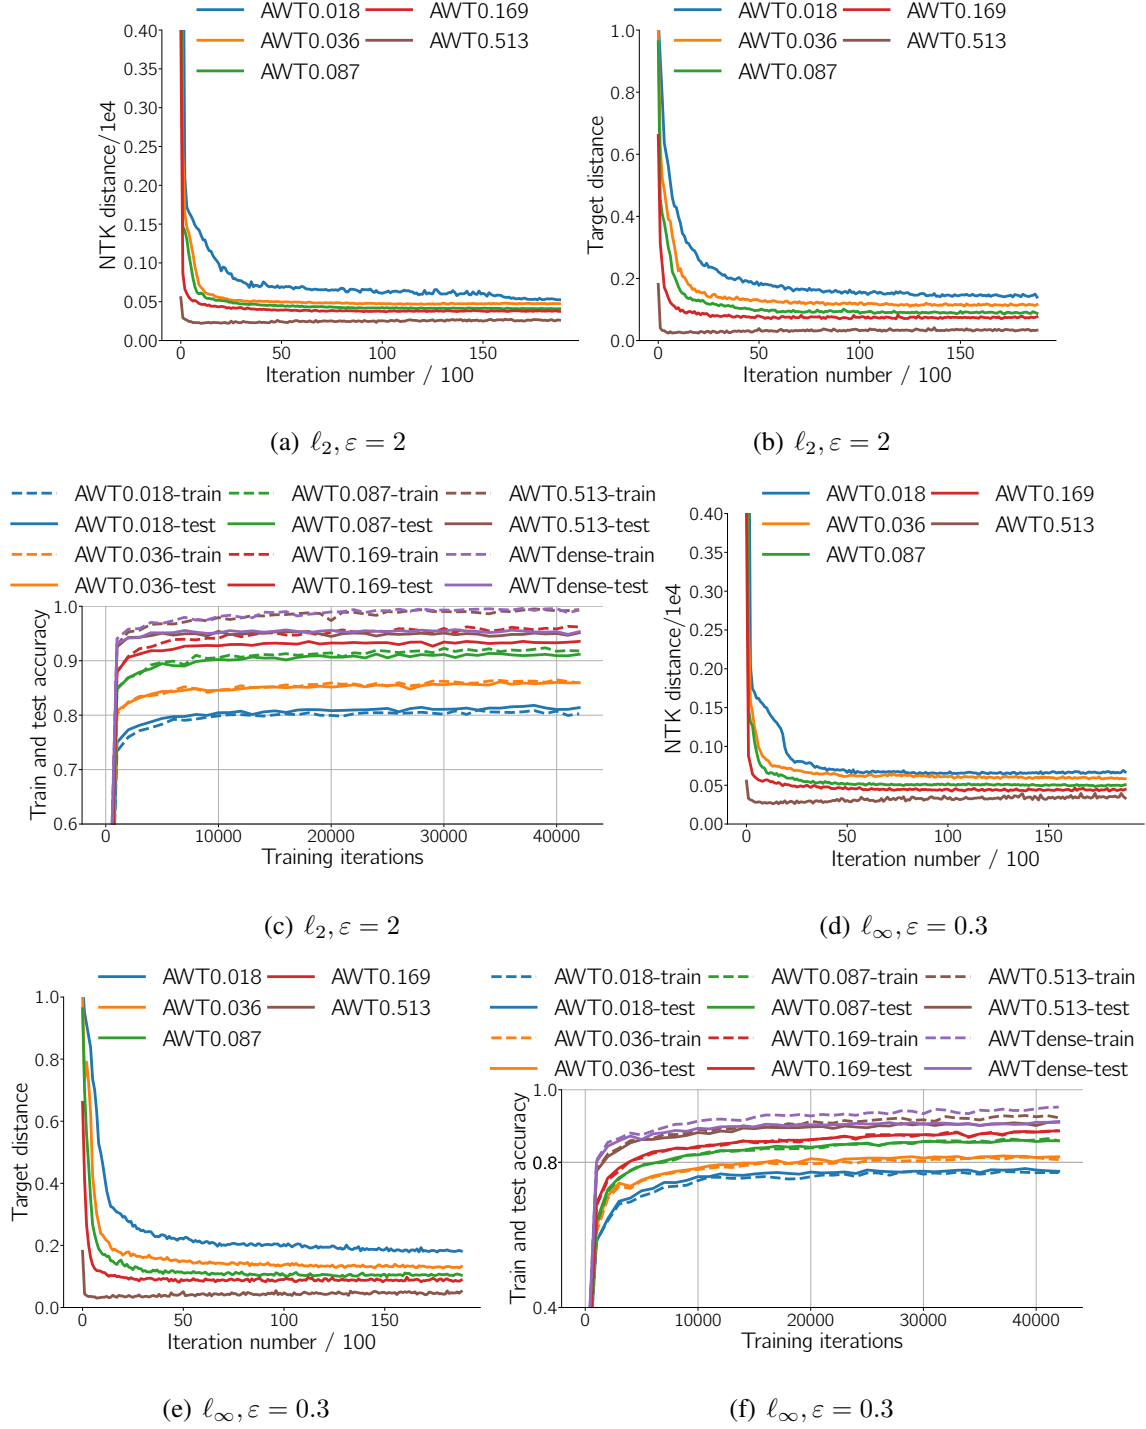 AWT0.018
AWT0.169
AWT0.036
AWT0.513
AWT0.087
NTK distance/1e4
0.40
0.35
0.30
0.25
0.20
0.15
0.10
0.05
0.00
0
50
100
150
Iteration number / 100
(a) ℓ₂, ε = 2
AWT0.018
AWT0.169
AWT0.036
AWT0.513
AWT0.087
Target distance
1.0
0.8
0.6
0.4
0.2
0.0
0
50
100
150
Iteration number / 100
(b) ℓ₂, ε = 2
AWT0.018-train
AWT0.087-train
AWT0.513-train
AWT0.018-test
AWT0.087-test
AWT0.513-test
AWT0.036-train
AWT0.169-train
AWTdense-train
AWT0.036-test
AWT0.169-test
AWTdense-test
Train and test accuracy
1.0
0.9
0.8
0.7
0.6
0
10000
20000
30000
40000
Training iterations
(c) ℓ₂, ε = 2
AWT0.018
AWT0.169
AWT0.036
AWT0.513
AWT0.087
NTK distance/1e4
0.40
0.35
0.30
0.25
0.20
0.15
0.10
0.05
0.00
0
50
100
150
Iteration number / 100
(d) ℓ∞, ε = 0.3
AWT0.018
AWT0.169
AWT0.036
AWT0.513
AWT0.087
Target distance
1.0
0.8
0.6
0.4
0.2
0.0
0
50
100
150
Iteration number / 100
(e) ℓ∞, ε = 0.3
AWT0.018-train
AWT0.087-train
AWT0.513-train
AWT0.018-test
AWT0.087-test
AWT0.513-test
AWT0.036-train
AWT0.169-train
AWTdense-train
AWT0.036-test
AWT0.169-test
AWTdense-test
Train and test accuracy
1.0
0.8
0.4
0
10000
20000
30000
40000
Training iterations
(f) ℓ∞, ε = 0.3